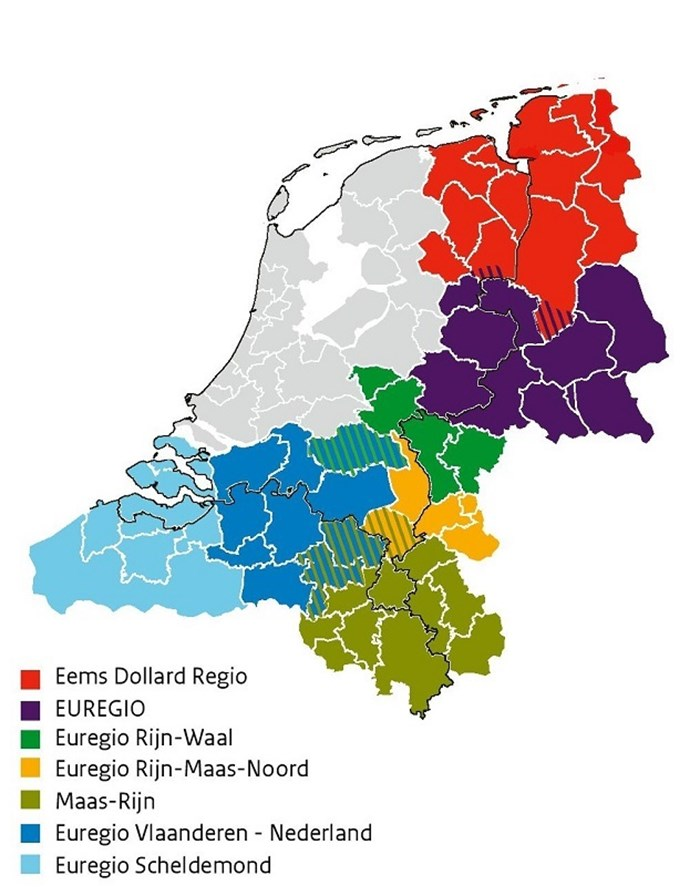 Eems Dollard Regio
EUREGIO
Euregio Rijn-Waal
Euregio Rijn-Maas-Noord
Maas-Rijn
Euregio Vlaanderen - Nederland
Euregio Scheldemond